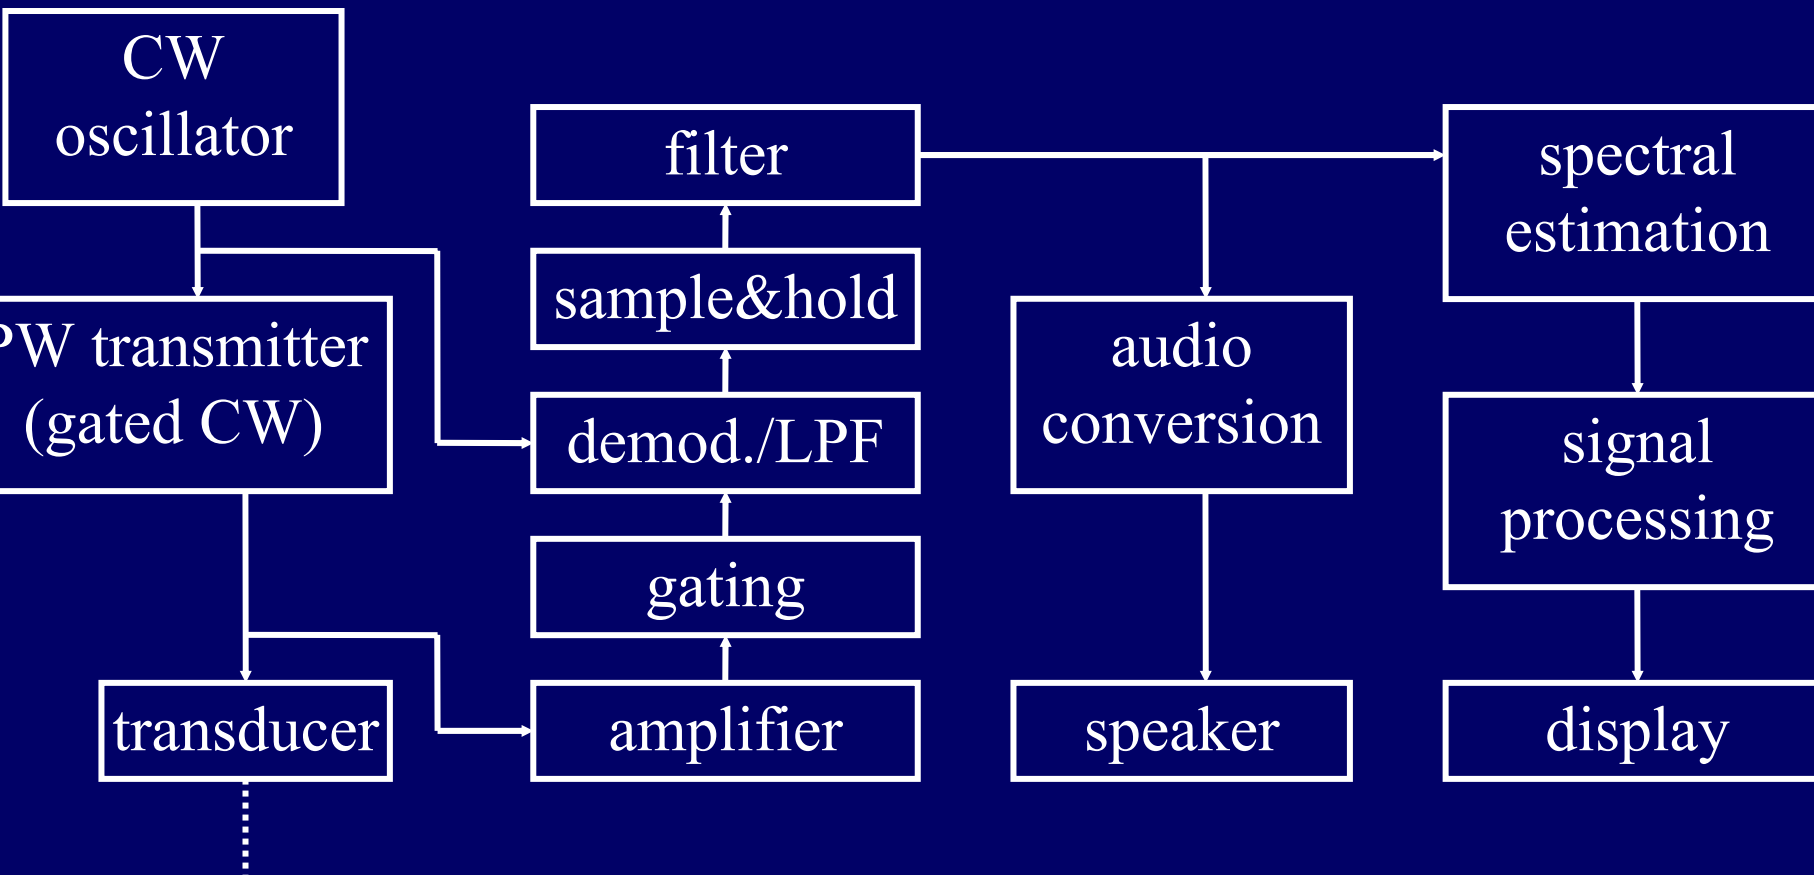 CW
oscillator
PW transmitter
(gated CW)
transducer
filter
sample&hold
demod./LPF
gating
amplifier
audio
conversion
speaker
spectral
estimation
signal
processing
display